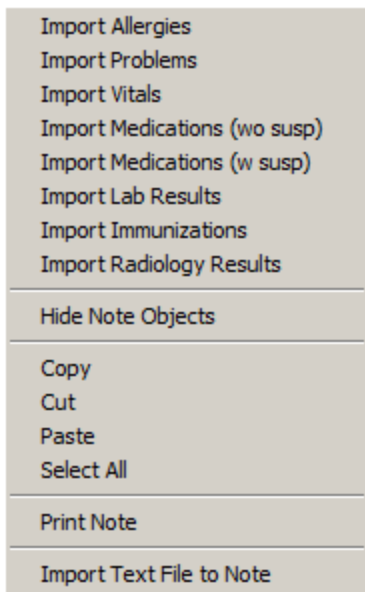 Import Allergies
Import Problems
Import Vitals
Import Medications (wo susp)
Import Medications (w susp)
Import Lab Results
Import Immunizations
Import Radiology Results
Hide Note Objects
Copy
Cut
Paste
Select All
Print Note
Import Text File to Note